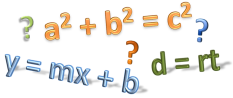 ? a² + b² = c² ?
? d = rt
y = mx + b